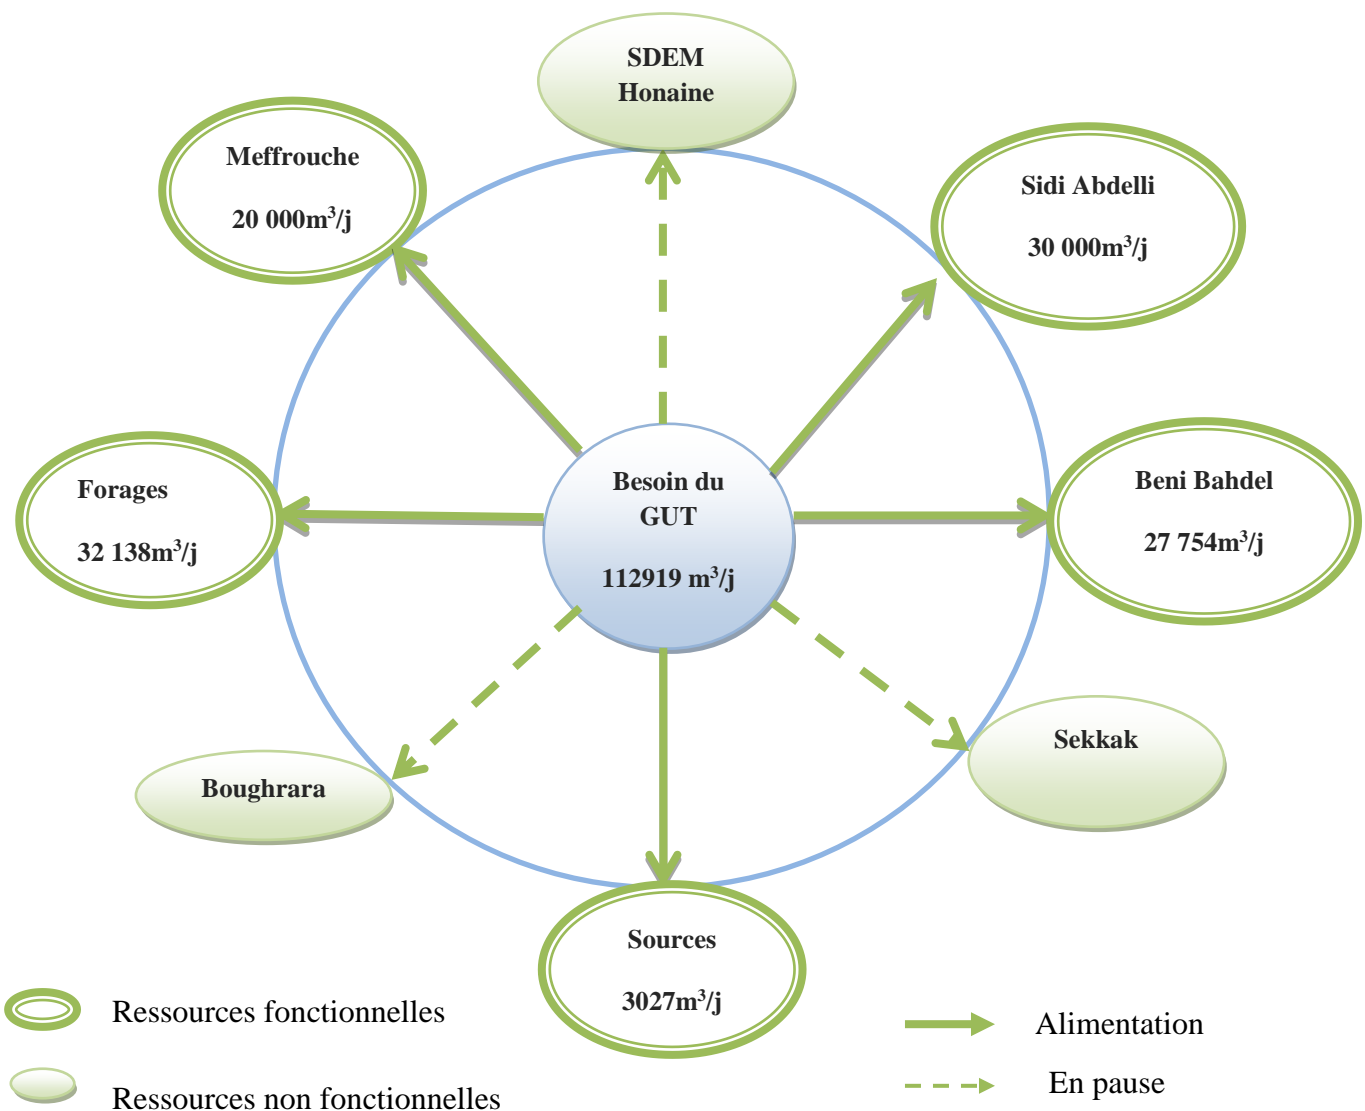 SDEM
Honaine
Meffrouche
20 000m³/j
Sidi Abdelli
30 000m³/j
Forages
32 138m³/j
Besoin du
GUT
112919 m³/j
Beni Bahdel
27 754m³/j
Boughrara
Sekkak
Sources
3027m³/j
Ressources fonctionnelles
Ressources non fonctionnelles
Alimentation
En pause